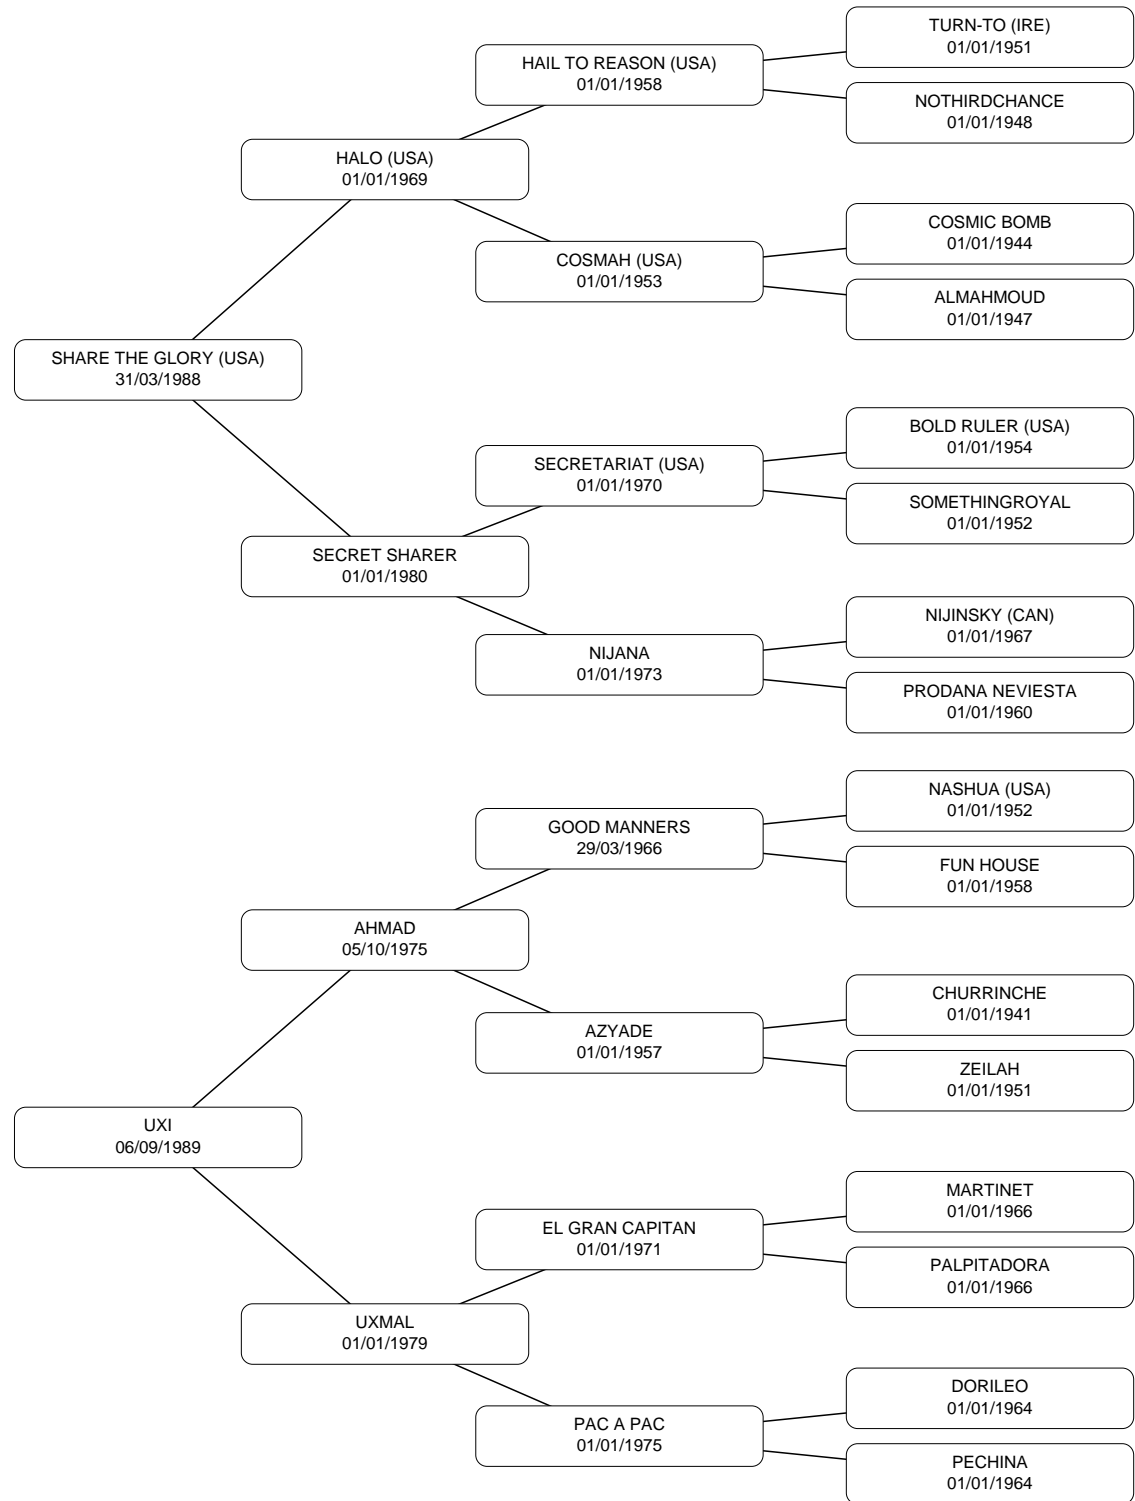 TURN-TO (IRE)
01/01/1951
HAIL TO REASON (USA)
01/01/1958
NOTHIRDCHANCE
01/01/1948
HALO (USA)
01/01/1969
COSMIC BOMB
01/01/1944
COSMAH (USA)
01/01/1953
ALMAHMOUD
01/01/1947
SHARE THE GLORY (USA)
31/03/1988
BOLD RULER (USA)
01/01/1954
SECRETARIAT (USA)
01/01/1970
SOMETHINGROYAL
01/01/1952
SECRET SHARER
01/01/1980
NIJINSKY (CAN)
01/01/1967
NIJANA
01/01/1973
PRODANA NEVIESTA
01/01/1960
NASHUA (USA)
01/01/1952
GOOD MANNERS
29/03/1966
FUN HOUSE
01/01/1958
AHMAD
05/10/1975
CHURRINCHE
01/01/1941
AZYADE
01/01/1957
ZEILAH
01/01/1951
UXI
06/09/1989
MARTINET
01/01/1966
EL GRAN CAPITAN
01/01/1971
PALPITADORA
01/01/1966
UXMAL
01/01/1979
DORILEO
01/01/1964
PAC A PAC
01/01/1975
PECHINA
01/01/1964